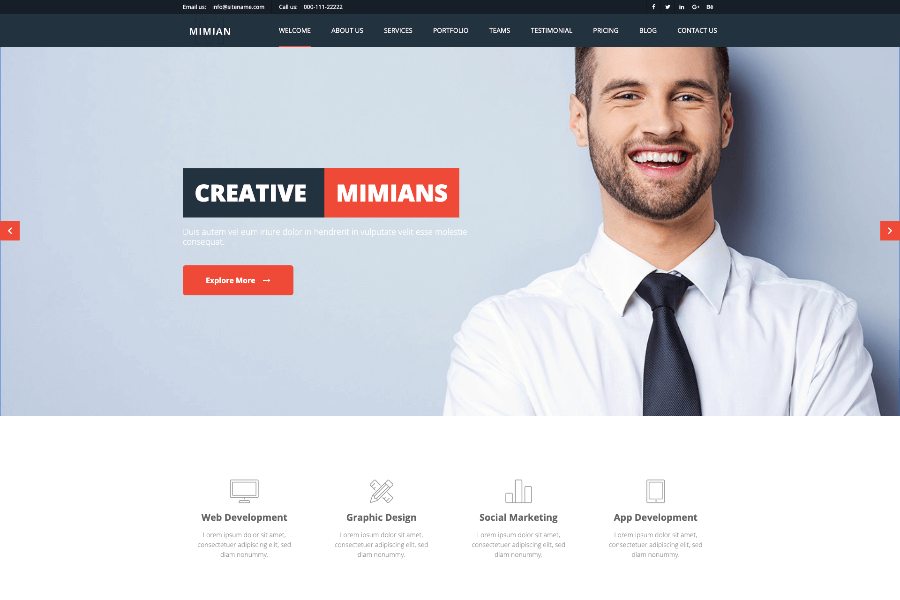 Email us: info@sitename.com Call us: 000-111-22222
MIMIAN WELCOME ABOUT US SERVICES PORTFOLIO TEAMS TESTIMONIAL PRICING BLOG CONTACT US
CREATIVE MIMIANS
Duis autem vel eum iriure dolor in hendrerit in vulputate velit esse molestie
consequat.
Explore More
Web Development Graphic Design Social Marketing App Development
Lorem ipsum dolor sit amet, Lorem ipsum dolor sit amet, Lorem ipsum dolor sit amet, Lorem ipsum dolor sit amet,
consectetuer adipiscing elit, sed consectetuer adipiscing elit, sed consectetuer adipiscing elit, sed consectetuer adipiscing elit, sed
diam nonummy. diam nonummy. diam nonummy. diam nonummy.